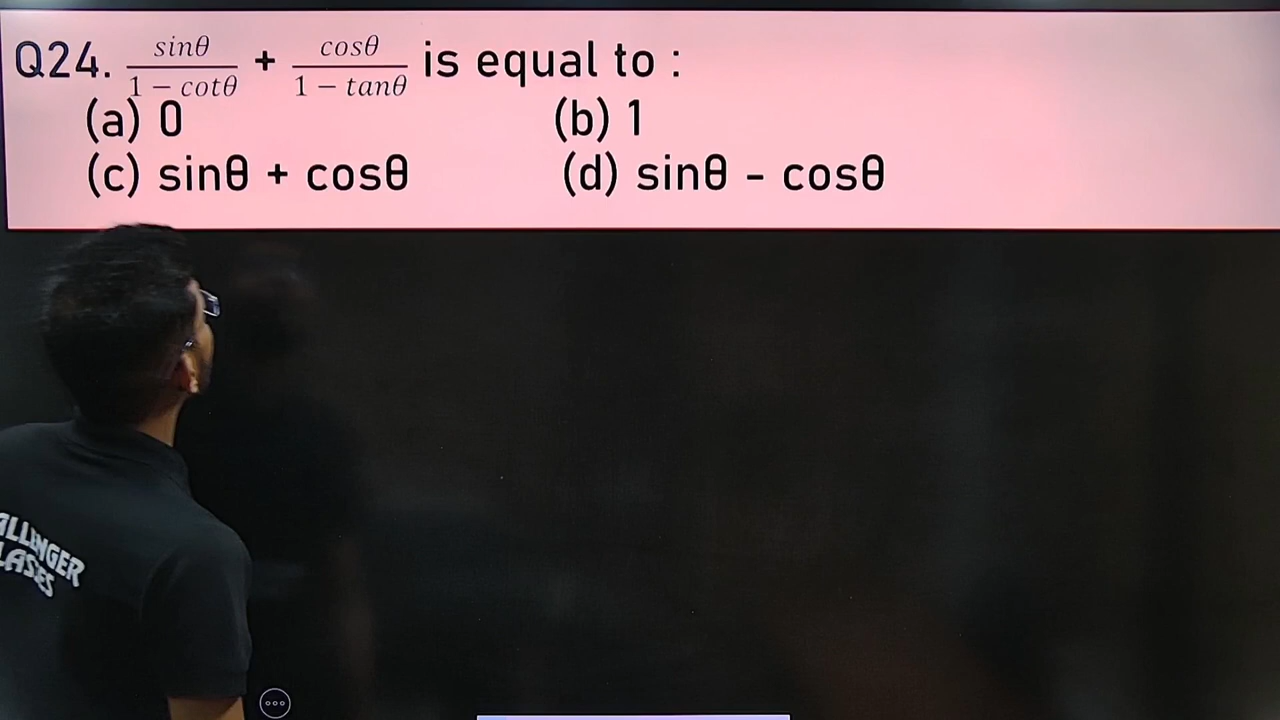 Q24. sinθ/(1 − cotθ) + cosθ/(1 − tanθ) is equal to :
(a) 0 (b) 1
(c) sinθ + cosθ (d) sinθ - cosθ